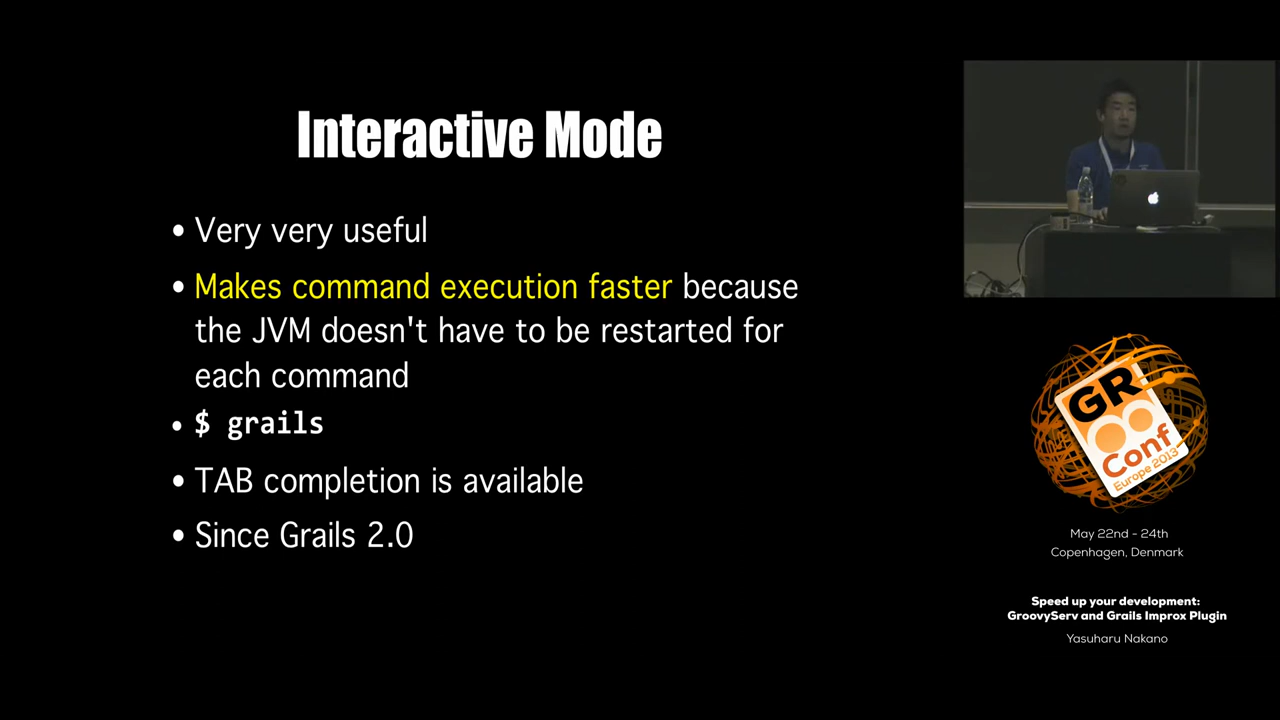 Interactive Mode
• Very very useful
• Makes command execution faster because
the JVM doesn't have to be restarted for
each command
• $ grails
• TAB completion is available
• Since Grails 2.0
GR
8
Conf
Europe 2013
May 22nd - 24th
Copenhagen, Denmark
Speed up your development:
GroovyServ and Grails Improx Plugin
Yasuharu Nakano